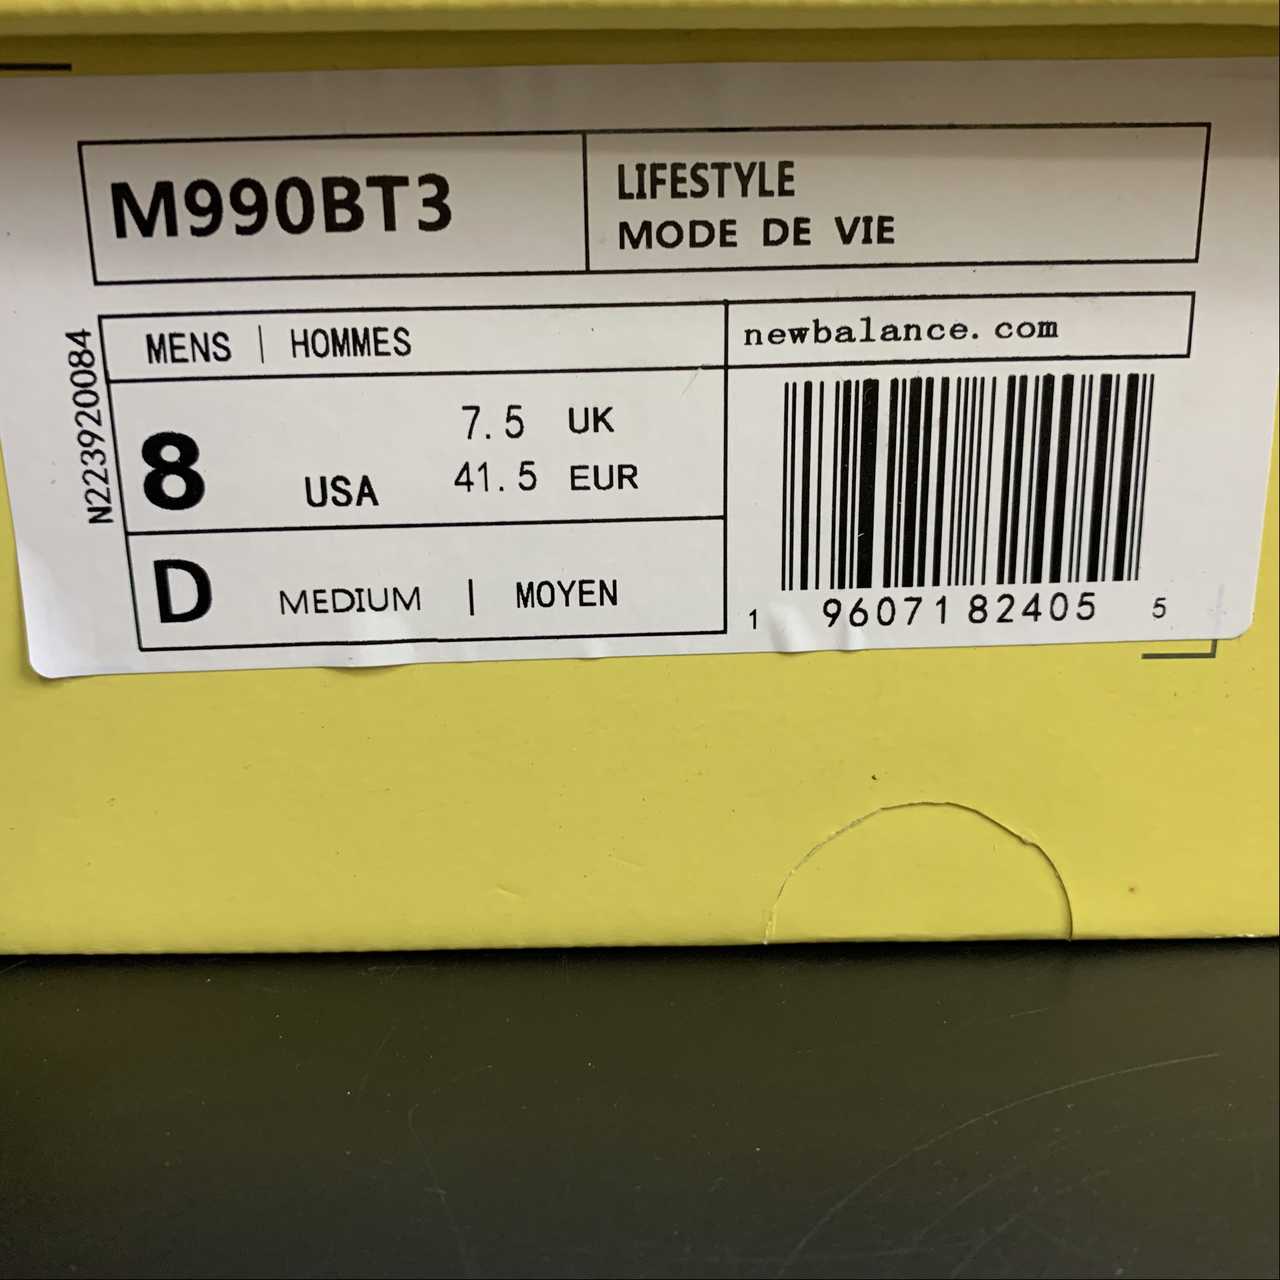 M990BT3
LIFESTYLE
MODE DE VIE
MENS | HOMMES
newbalance.com
N223920084
8 USA
7.5 UK
41.5 EUR
D MEDIUM | MOYEN
1 96071 82405 5